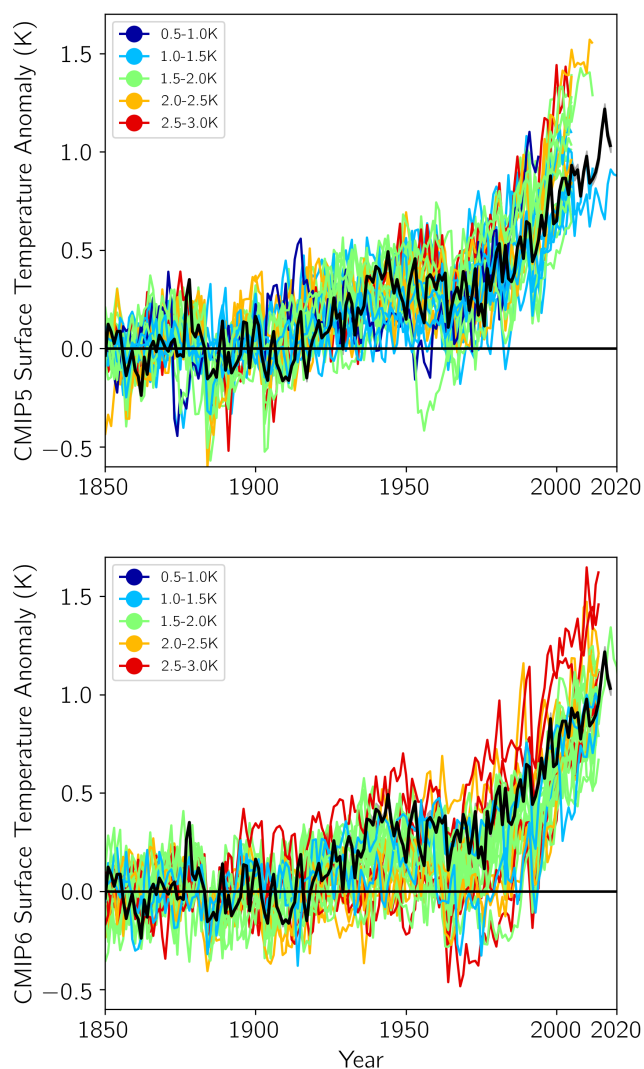 CMIP5 Surface Temperature Anomaly (K)
1.5
1.0
0.5
0.0
−0.5
0.5-1.0K
1.0-1.5K
1.5-2.0K
2.0-2.5K
2.5-3.0K
1850 1900 1950 2000 2020
CMIP6 Surface Temperature Anomaly (K)
1.5
1.0
0.5
0.0
−0.5
0.5-1.0K
1.0-1.5K
1.5-2.0K
2.0-2.5K
2.5-3.0K
1850 1900 1950 2000 2020
Year